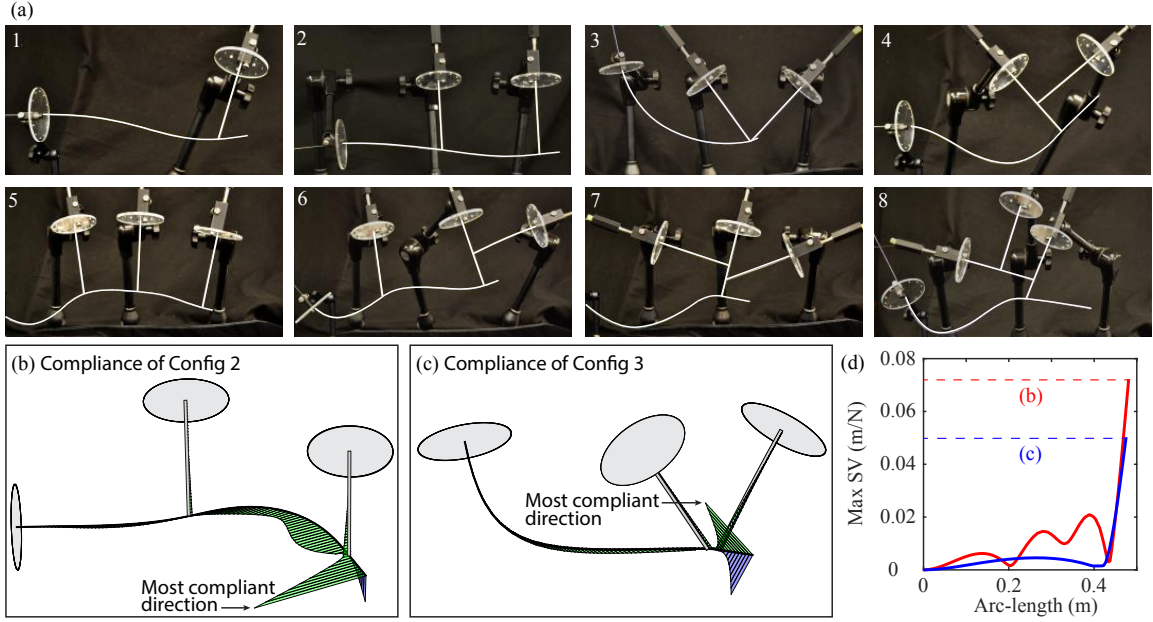 (a)
1
2
3
4
5
6
7
8
(b) Compliance of Config 2
Most compliant
direction
(c) Compliance of Config 3
Most compliant
direction
(d)
0.08
0.06
0.04
0.02
0
Max SV (m/N)
(b)
(c)
0
0.2
0.4
Arc-length (m)